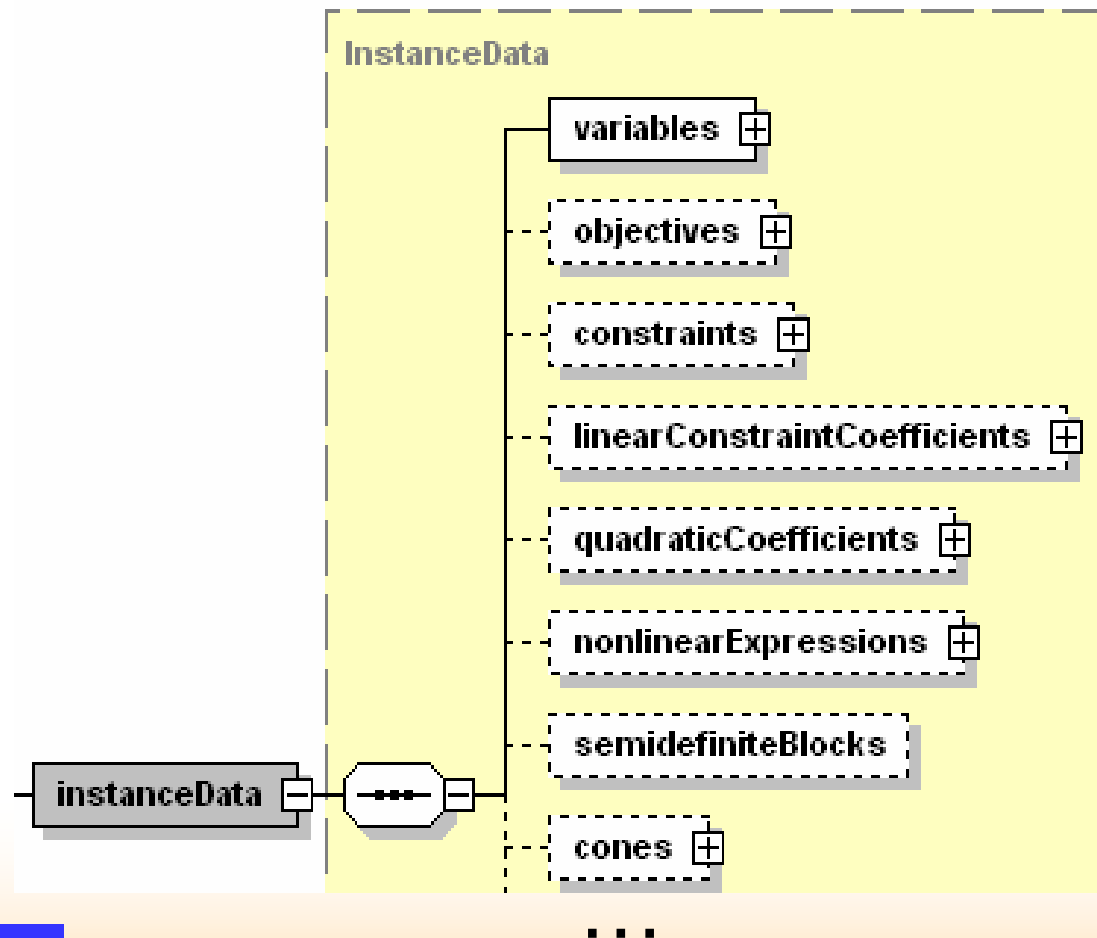 InstanceData
variables
objectives
constraints
linearConstraintCoefficients
quadraticCoefficients
nonlinearExpressions
semidefiniteBlocks
instanceData
cones
...